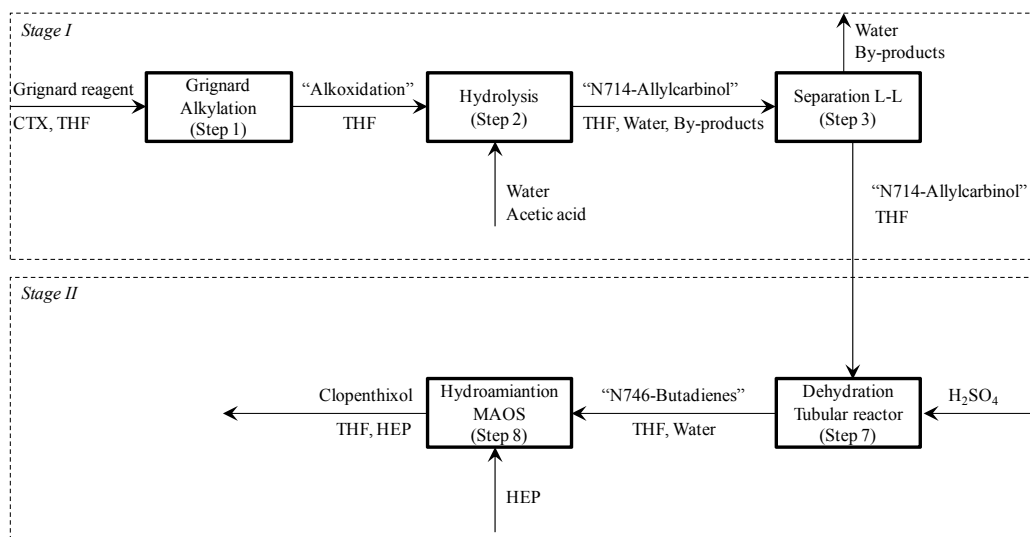 Stage I
Water
By-products
Grignard reagent
CTX, THF
Grignard
Alkylation
(Step 1)
“Alkoxidation”
THF
Hydrolysis
(Step 2)
“N714-Allylcarbinol”
THF, Water, By-products
Separation L-L
(Step 3)
Water
Acetic acid
“N714-Allylcarbinol”
THF
Stage II
Clopenthixol
THF, HEP
Hydroamiantion
MAOS
(Step 8)
“N746-Butadienes”
THF, Water
Dehydration
Tubular reactor
(Step 7)
H₂SO₄
HEP